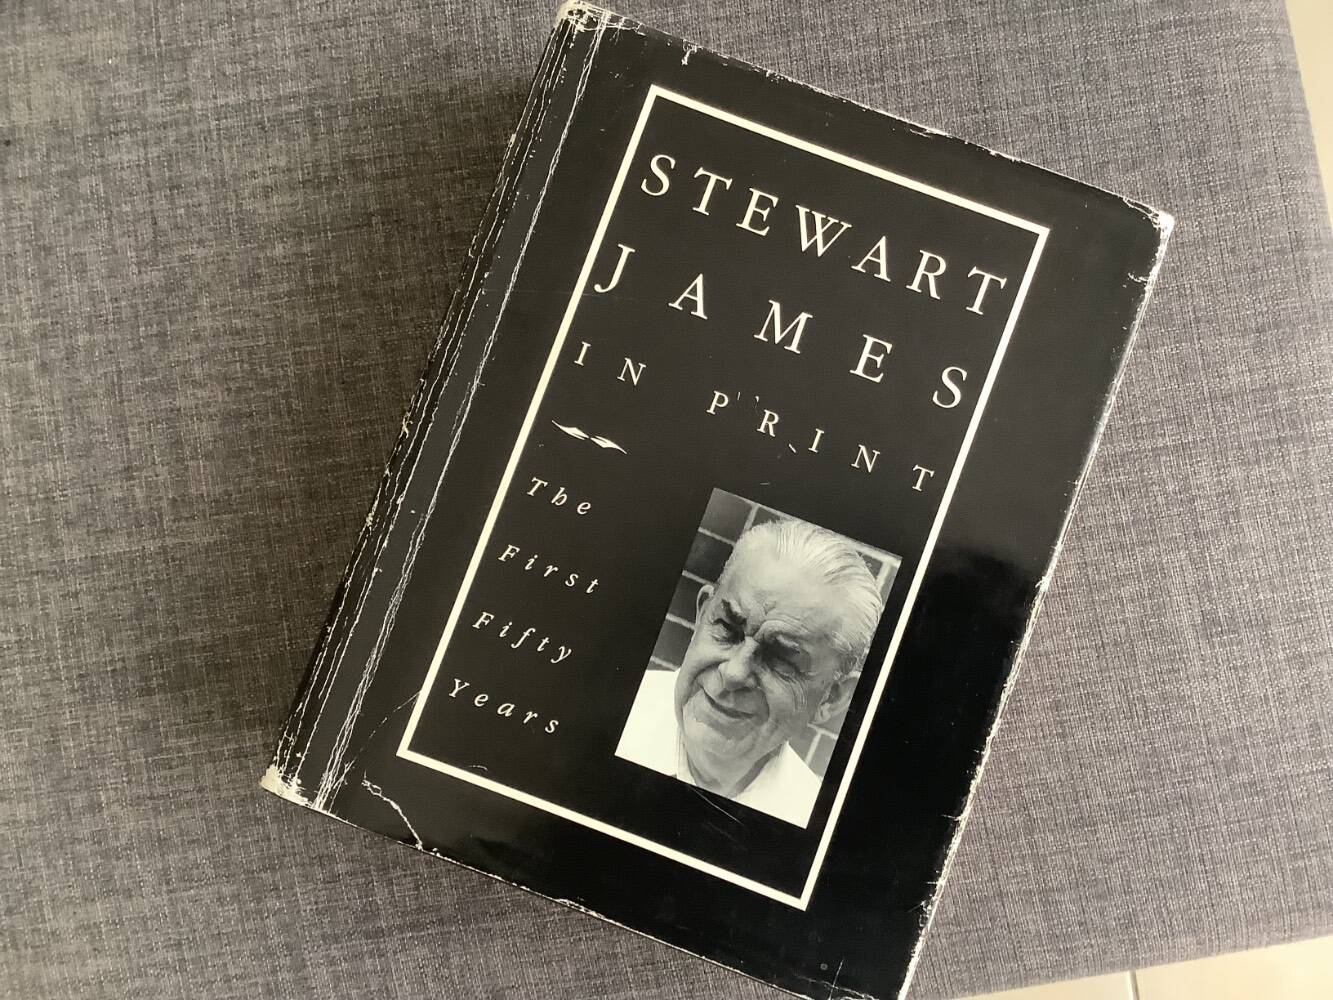 STEWART
JAMES
IN PRINT
The
First
Fifty
Years